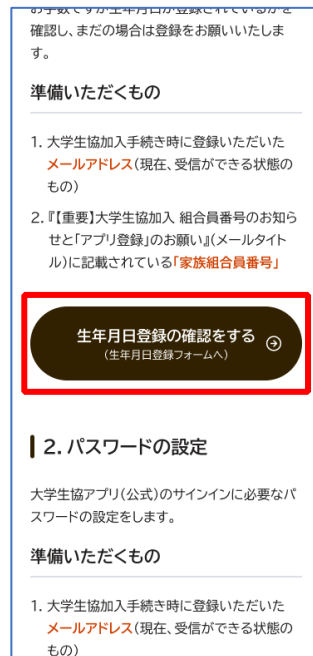 お手数ですが生年月日が登録されているかを
確認し、まだの場合は登録をお願いいたしま
す。
準備いただくもの
1. 大学生協加入手続き時に登録いただいた
メールアドレス(現在、受信ができる状態の
もの)
2. 『【重要】大学生協加入 組合員番号のお知ら
せと「アプリ登録」のお願い』(メールタイト
ル)に記載されている「家族組合員番号」
生年月日登録の確認をする
(生年月日登録フォームへ)
2. パスワードの設定
大学生協アプリ(公式)のサインインに必要なパ
スワードの設定をします。
準備いただくもの
1. 大学生協加入手続き時に登録いただいた
メールアドレス(現在、受信ができる状態の
もの)